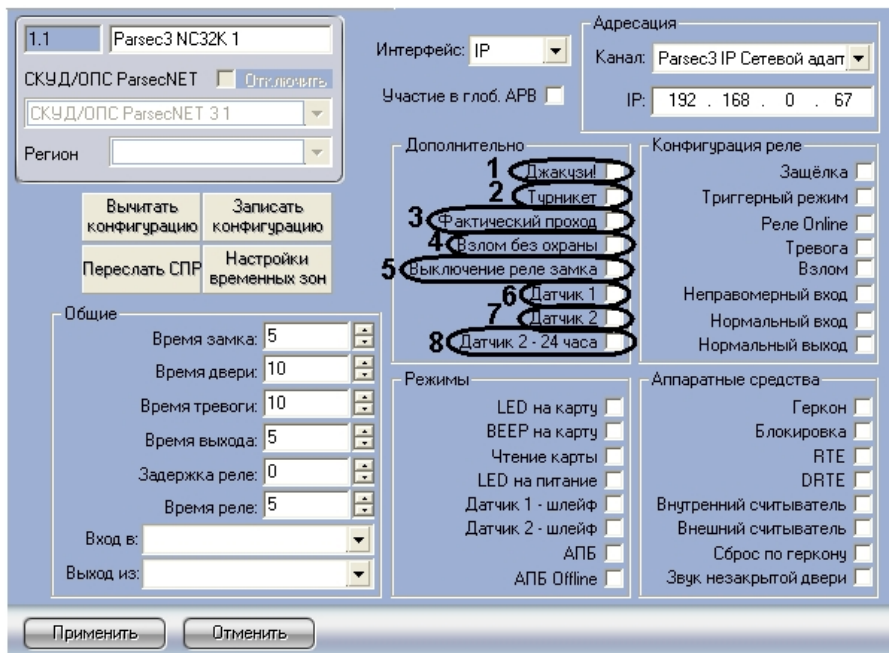 1.1 Parsec3 NC32K 1
СКУД/ОПС ParsecNET Отключить
СКУД/ОПС ParsecNET 3 1
Регион
Интерфейс: IP
Участие в глоб. АРВ
Адресация
Канал: Parsec3 IP Сетевой адапт
IP: 192 . 168 . 0 . 67
Вычитать конфигурацию
Записать конфигурацию
Переслать СПР
Настройки временных зон
Общие
Время замка: 5
Время двери: 10
Время тревоги: 10
Время выхода: 5
Задержка реле: 0
Время реле: 5
Вход в:
Выход из:
Дополнительно
1 Джакузи!
2 Турникет
3 Фактический проход
4 Взлом без охраны
5 Выключение реле замка
6 Датчик 1
7 Датчик 2
8 Датчик 2 - 24 часа
Конфигурация реле
Защёлка
Триггерный режим
Реле Online
Тревога
Взлом
Неправомерный вход
Нормальный вход
Нормальный выход
Режимы
LED на карту
BEEP на карту
Чтение карты
LED на питание
Датчик 1 - шлейф
Датчик 2 - шлейф
АПБ
АПБ Offline
Аппаратные средства
Геркон
Блокировка
RTE
DRTE
Внутренний считыватель
Внешний считыватель
Сброс по геркону
Звук незакрытой двери
Применить
Отменить